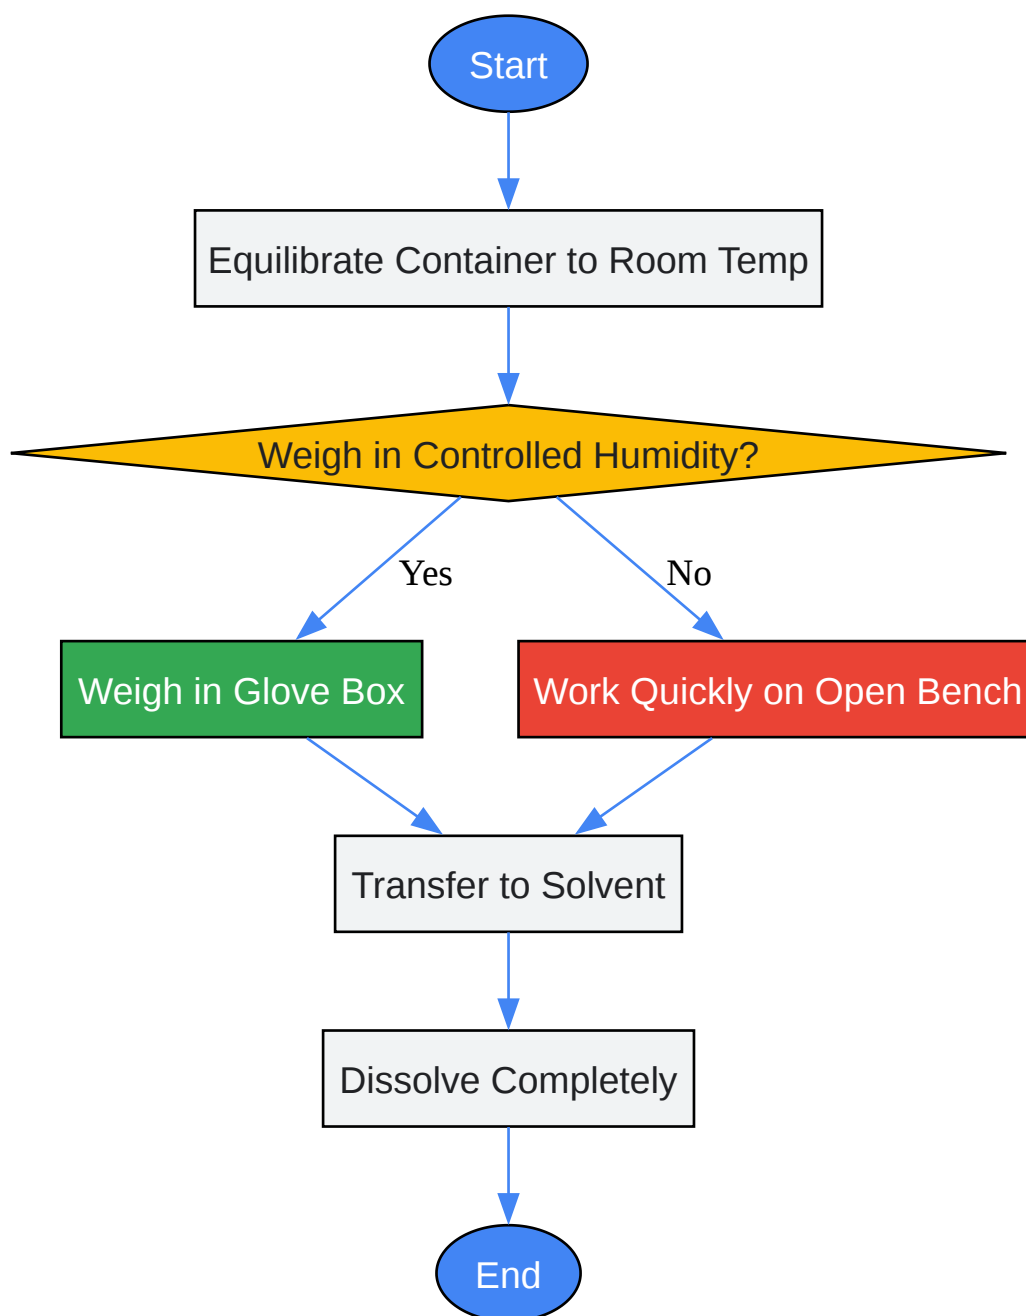 Start
Equilibrate Container to Room Temp
Weigh in Controlled Humidity?
Yes
No
Weigh in Glove Box
Work Quickly on Open Bench
Transfer to Solvent
Dissolve Completely
End